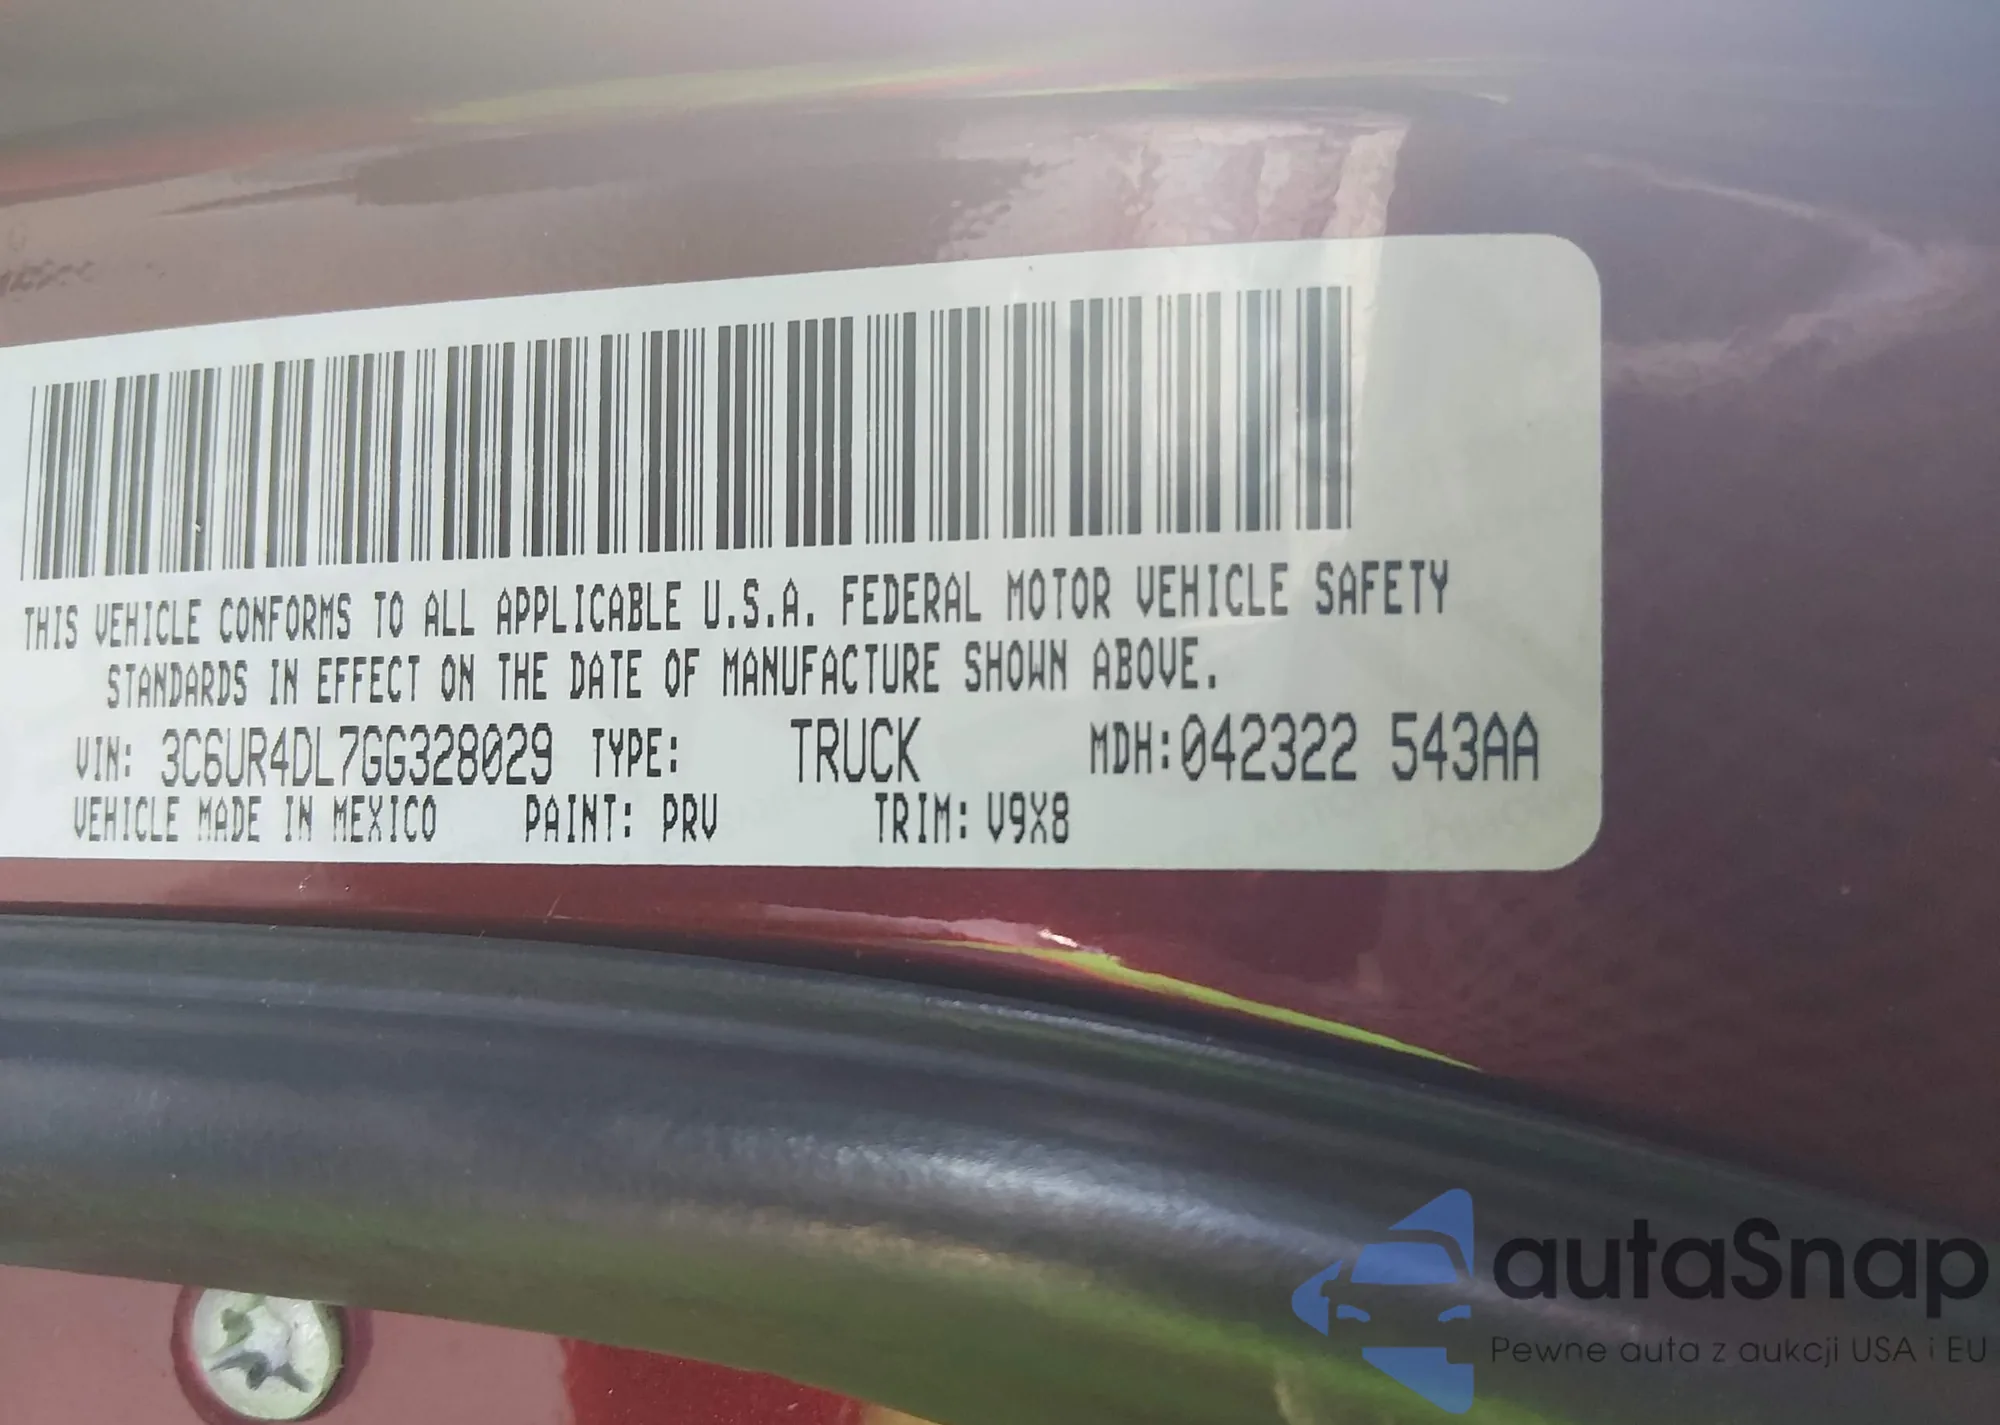 THIS VEHICLE CONFORMS TO ALL APPLICABLE U.S.A. FEDERAL MOTOR VEHICLE SAFETY
STANDARDS IN EFFECT ON THE DATE OF MANUFACTURE SHOWN ABOVE.
VIN: 3C6UR4DL7GG328029 TYPE: TRUCK MDH:042322 543AA
VEHICLE MADE IN MEXICO PAINT: PRV TRIM: V9X8
autaSnap
Pewne auta z aukcji USA i EU